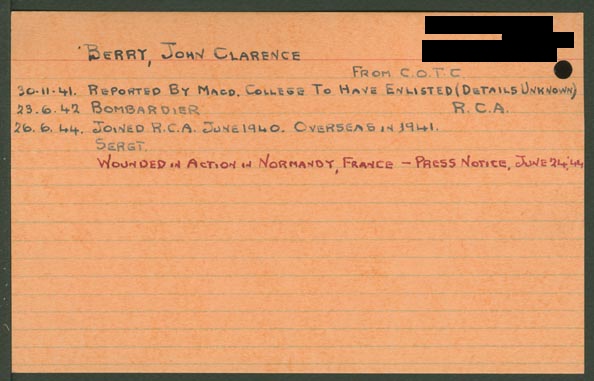 BERRY, JOHN CLARENCE
FROM C.O.T.C.
30-11-41. REPORTED BY MACD. COLLEGE TO HAVE ENLISTED (DETAILS UNKNOWN)
23.6.42 BOMBARDIER R.C.A.
26.6.44. JOINED R.C.A. JUNE 1940. OVERSEAS IN 1941.
SERGT.
WOUNDED IN ACTION IN NORMANDY, FRANCE - PRESS NOTICE, JUNE 24,'44